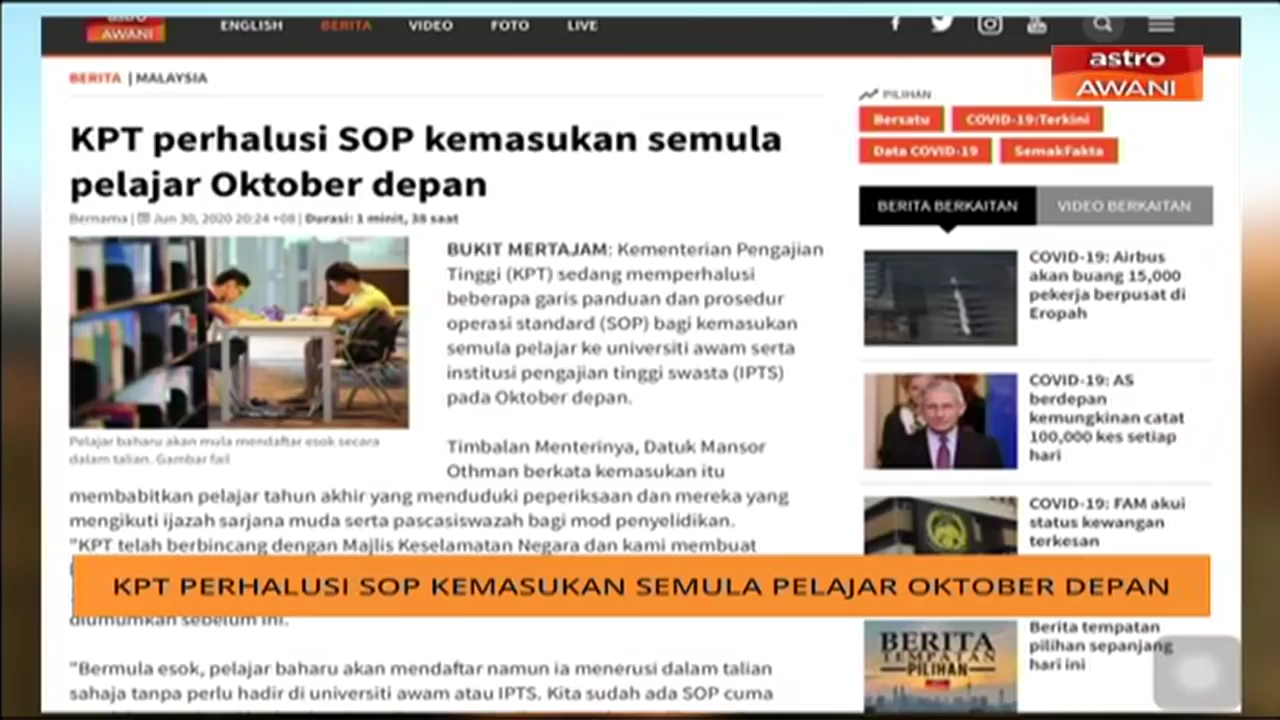 astro
AWANI
ENGLISH
BERITA
VIDEO
FOTO
LIVE
astro
AWANI
BERITA | MALAYSIA
KPT perhalusi SOP kemasukan semula
pelajar Oktober depan
Bernama | Jun 30, 2020 20:24 +08 | Durasi: 1 minit, 38 saat
BUKIT MERTAJAM: Kementerian Pengajian
Tinggi (KPT) sedang memperhalusi
beberapa garis panduan dan prosedur
operasi standard (SOP) bagi kemasukan
semula pelajar ke universiti awam serta
institusi pengajian tinggi swasta (IPTS)
pada Oktober depan.
Pelajar baharu akan mula mendaftar esok secara
dalam talian. Gambar fail
Timbalan Menterinya, Datuk Mansor
Othman berkata kemasukan itu
membabitkan pelajar tahun akhir yang menduduki peperiksaan dan mereka yang
mengikuti ijazah sarjana muda serta pascasiswazah bagi mod penyelidikan.
"KPT telah berbincang dengan Majlis Keselamatan Negara dan kami membuat
KPT PERHALUSI SOP KEMASUKAN SEMULA PELAJAR OKTOBER DEPAN
diumumkan sebelum ini.
"Bermula esok, pelajar baharu akan mendaftar namun ia menerusi dalam talian
sahaja tanpa perlu hadir di universiti awam atau IPTS. Kita sudah ada SOP cuma
PILIHAN
Bersatu
COVID-19:Terkini
Data COVID-19
SemakFakta
BERITA BERKAITAN
VIDEO BERKAITAN
COVID-19: Airbus
akan buang 15,000
pekerja berpusat di
Eropah
COVID-19: AS
berdepan
kemungkinan catat
100,000 kes setiap
hari
COVID-19: FAM akui
status kewangan
terkesan
BERITA
TEMPATAN
PILIHAN
Berita tempatan
pilihan sepanjang
hari ini